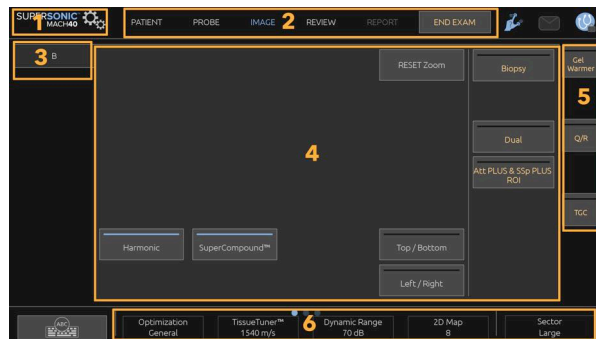 SUPERSONIC
MACH40
1
PATIENT
PROBE
IMAGE
2
REVIEW
REPORT
END EXAM
3
B
RESET Zoom
Biopsy
Gel
Warmer
5
Dual
Q/R
4
Att PLUS & SSp PLUS
ROI
TGC
Harmonic
SuperCompound™
Top / Bottom
Left / Right
ABC
Optimization
General
TissueTuner™
1540 m/s
6
Dynamic Range
70 dB
2D Map
8
Sector
Large